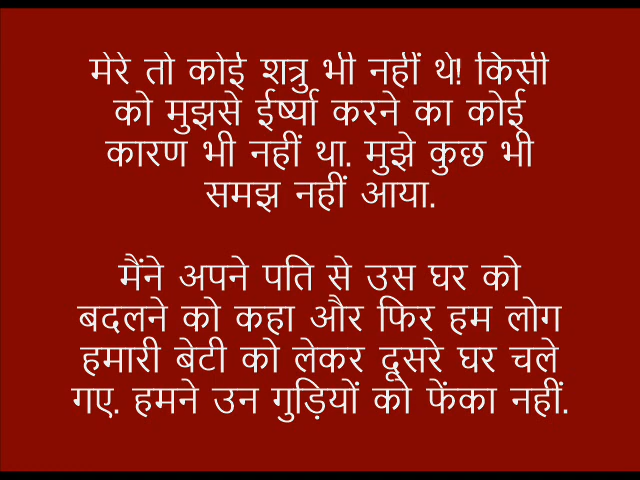 मेरे तो कोई शत्रु भी नहीं थे! किसी
को मुझसे ईर्ष्या करने का कोई
कारण भी नहीं था. मुझे कुछ भी
समझ नहीं आया.
मैंने अपने पति से उस घर को
बदलने को कहा और फिर हम लोग
हमारी बेटी को लेकर दूसरे घर चले
गए. हमने उन गुड़ियों को फेंका नहीं.